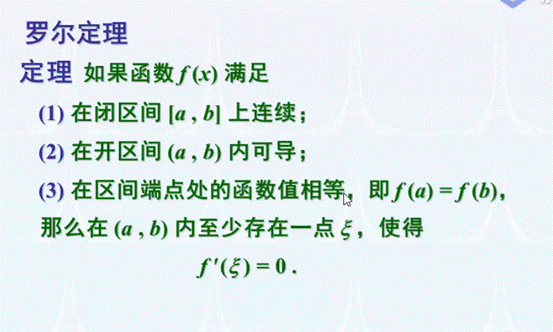 罗尔定理
定理 如果函数 f (x) 满足
(1) 在闭区间 [a , b] 上连续；
(2) 在开区间 (a , b) 内可导；
(3) 在区间端点处的函数值相等，即 f (a) = f (b)，
那么在 (a , b) 内至少存在一点 ξ，使得
f ′(ξ) = 0 .